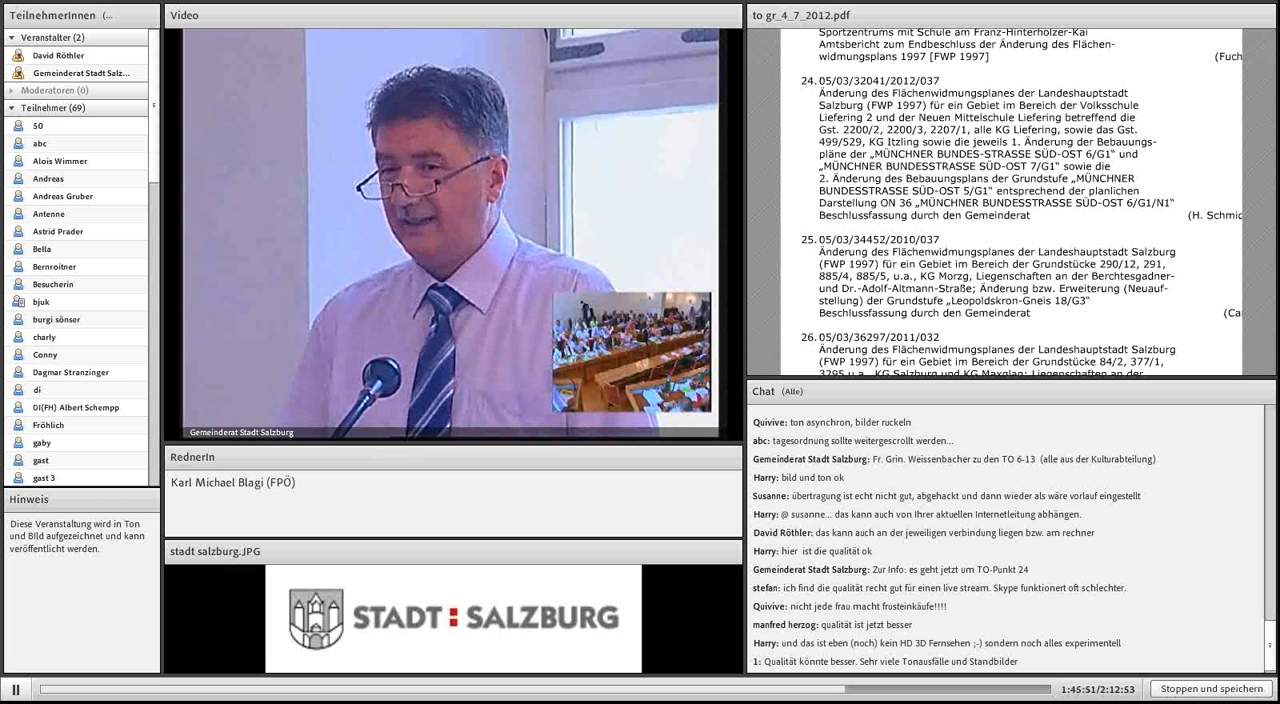 TeilnehmerInnen (...
Veranstalter (2)
David Röthler
Gemeinderat Stadt Salz...
Moderatoren (0)
Teilnehmer (69)
50
abc
Alois Wimmer
Andreas
Andreas Gruber
Antenne
Astrid Prader
Bella
Bernroitner
Besucherin
bjuk
burgi sönser
charly
Conny
Dagmar Stranzinger
di
DI(FH) Albert Schempp
Fröhlich
gaby
gast
gast 3
Hinweis
Diese Veranstaltung wird in Ton
und BIld aufgezeichnet und kann
veröffentlicht werden.
Video
Gemeinderat Stadt Salzburg
RednerIn
Karl Michael Blagi (FPÖ)
stadt salzburg.JPG
STADT:SALZBURG
to gr_4_7_2012.pdf
Sportzentrums mit Schule am Franz-Hinterholzer-Kai
Amtsbericht zum Endbeschluss der Änderung des Flächen-
widmungsplans 1997 [FWP 1997] (Fuch
24. 05/03/32041/2012/037
Änderung des Flächenwidmungsplanes der Landeshauptstadt
Salzburg (FWP 1997) für ein Gebiet im Bereich der Volksschule
Liefering 2 und der Neuen Mittelschule Liefering betreffend die
Gst. 2200/2, 2200/3, 2207/1, alle KG Liefering, sowie das Gst.
499/529, KG Itzling sowie die jeweils 1. Änderung der Bebauungs-
pläne der „MÜNCHNER BUNDES-STRASSE SÜD-OST 6/G1“ und
„MÜNCHNER BUNDESSTRASSE SÜD-OST 7/G1“ sowie die
2. Änderung des Bebauungsplans der Grundstufe „MÜNCHNER
BUNDESSTRASSE SÜD-OST 5/G1“ entsprechend der planlichen
Darstellung ON 36 „MÜNCHNER BUNDESSTRASSE SÜD-OST 6/G1/N1“
Beschlussfassung durch den Gemeinderat (H. Schmid
25. 05/03/34452/2010/037
Änderung des Flächenwidmungsplanes der Landeshauptstadt Salzburg
(FWP 1997) für ein Gebiet im Bereich der Grundstücke 290/12, 291,
885/4, 885/5, u.a., KG Morzg, Liegenschaften an der Berchtesgadner-
und Dr.-Adolf-Altmann-Straße; Änderung bzw. Erweiterung (Neuauf-
stellung) der Grundstufe „Leopoldskron-Gneis 18/G3“
Beschlussfassung durch den Gemeinderat (Ca
26. 05/03/36297/2011/032
Änderung des Flächenwidmungsplanes der Landeshauptstadt Salzburg
(FWP 1997) für ein Gebiet im Bereich der Grundstücke 84/2, 377/1,
3295 u.a., KG Salzburg und KG Maxglan; Liegenschaften an der
Chat (Alle)
Quivive: ton asynchron, bilder ruckeln
abc: tagesordnung sollte weitergescrollt werden...
Gemeinderat Stadt Salzburg: Fr. Grin. Weissenbacher zu den TO 6-13 (alle aus der Kulturabteilung)
Harry: bild und ton ok
Susanne: übertragung ist echt nicht gut, abgehackt und dann wieder als wäre vorlauf eingestellt
Harry: @ susanne... das kann auch von Ihrer aktuellen Internetleitung abhängen.
David Röthler: das kann auch an der jeweiligen verbindung liegen bzw. am rechner
Harry: hier ist die qualität ok
Gemeinderat Stadt Salzburg: Zur Info: es geht jetzt um TO-Punkt 24
stefan: ich find die qualität recht gut für einen live stream. Skype funktioniert oft schlechter.
Quivive: nicht jede frau macht frusteinkäufe!!!!
manfred herzog: qualität ist jetzt besser
Harry: und das ist eben (noch) kein HD 3D Fernsehen ;-) sondern noch alles experimentell
1: Qualität könnte besser. Sehr viele Tonausfälle und Standbilder
1:45:51/2:12:53
Stoppen und speichern